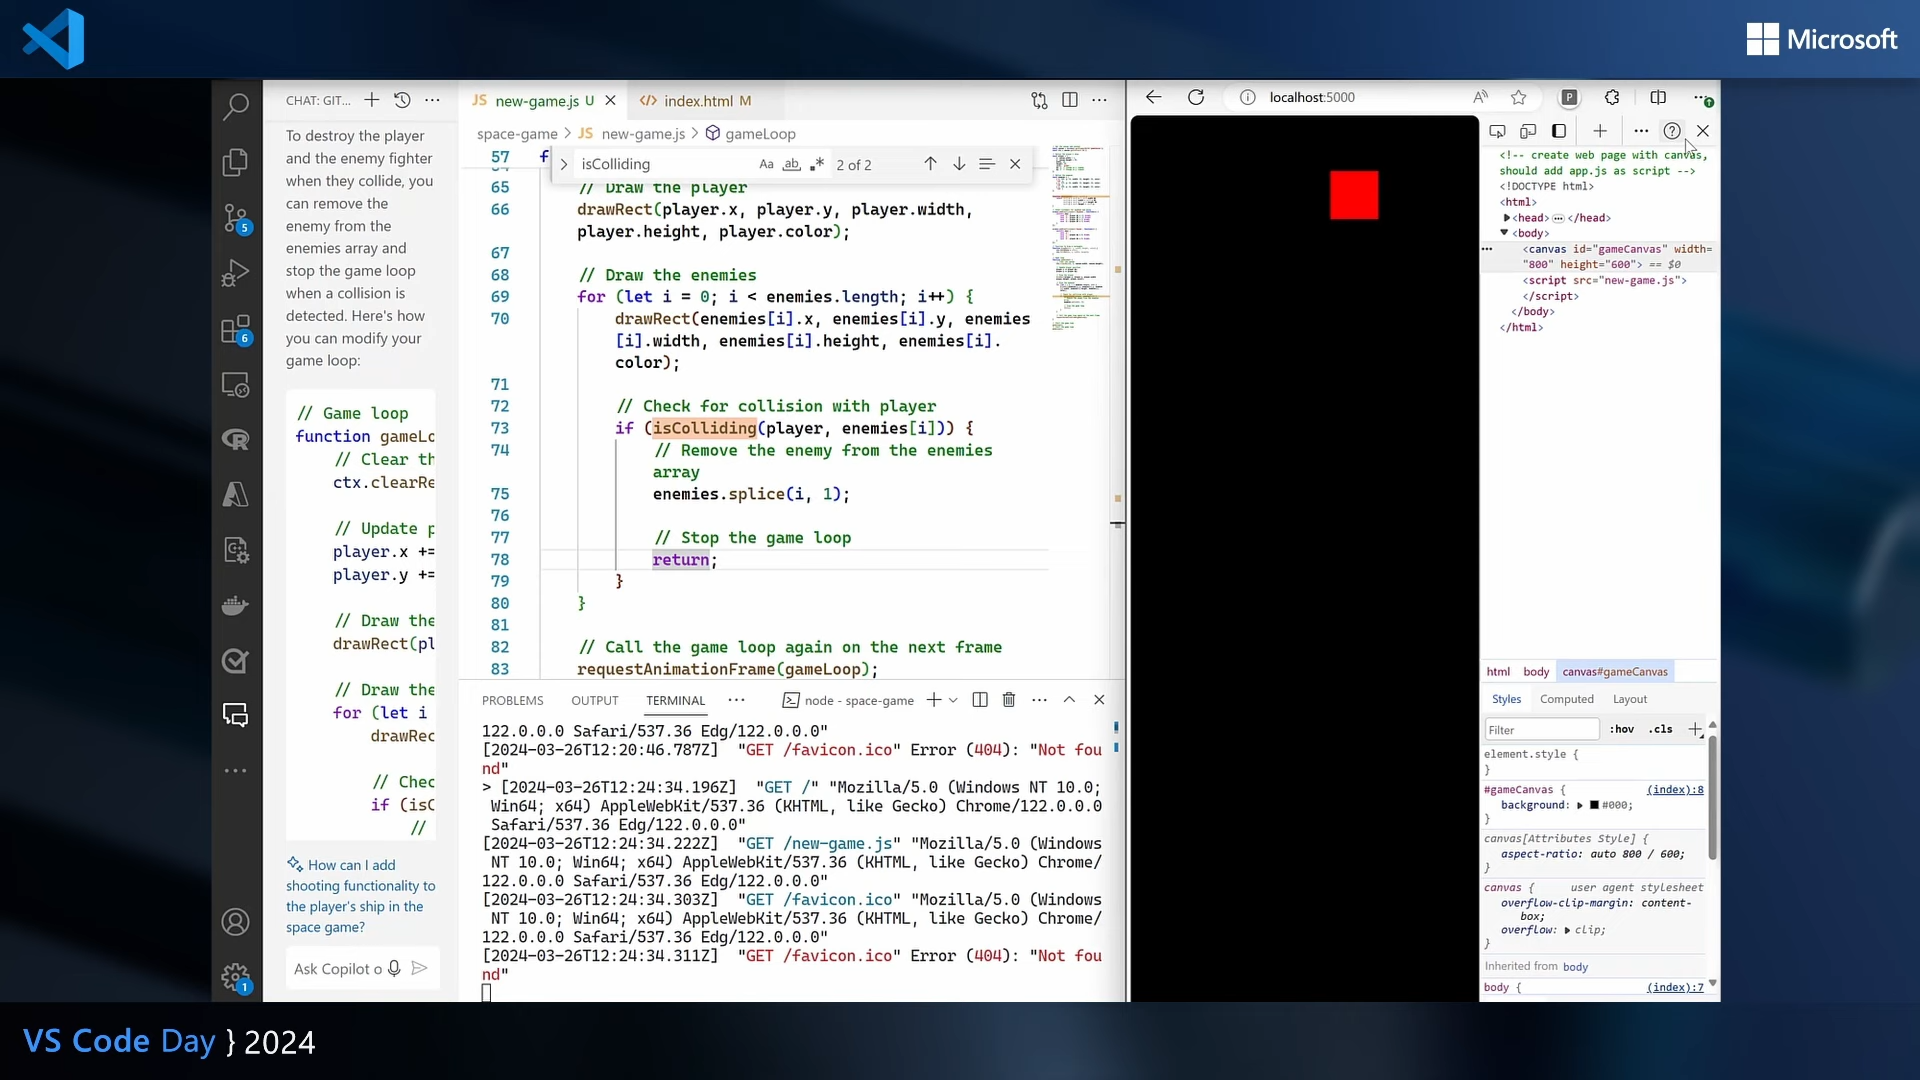 Microsoft
CHAT: GIT...
To destroy the player
and the enemy fighter
when they collide, you
can remove the
enemy from the
enemies array and
stop the game loop
when a collision is
detected. Here's how
you can modify your
game loop:
// Game loop
function gameLo
// Clear th
ctx.clearRe
// Update p
player.x +=
player.y +=
// Draw the
drawRect(pl
// Draw the
for (let i
drawRec
// Chec
if (isC
//
How can I add
shooting functionality to
the player's ship in the
space game?
Ask Copilot o
5
6
1
JS new-game.js U
</> index.html M
space-game > JS new-game.js > gameLoop
isColliding Aa ab .* 2 of 2
57 f
64
65 // Draw the player
66 drawRect(player.x, player.y, player.width,
player.height, player.color);
67
68 // Draw the enemies
69 for (let i = 0; i < enemies.length; i++) {
70 drawRect(enemies[i].x, enemies[i].y, enemies
[i].width, enemies[i].height, enemies[i].
color);
71
72 // Check for collision with player
73 if (isColliding(player, enemies[i])) {
74 // Remove the enemy from the enemies
array
75 enemies.splice(i, 1);
76
77 // Stop the game loop
78 return;
79 }
80 }
81
82 // Call the game loop again on the next frame
83 requestAnimationFrame(gameLoop);
PROBLEMS OUTPUT TERMINAL ... node - space-game
122.0.0.0 Safari/537.36 Edg/122.0.0.0"
[2024-03-26T12:20:46.787Z] "GET /favicon.ico" Error (404): "Not fou
nd"
> [2024-03-26T12:24:34.196Z] "GET /" "Mozilla/5.0 (Windows NT 10.0;
Win64; x64) AppleWebKit/537.36 (KHTML, like Gecko) Chrome/122.0.0.0
Safari/537.36 Edg/122.0.0.0"
[2024-03-26T12:24:34.222Z] "GET /new-game.js" "Mozilla/5.0 (Windows
NT 10.0; Win64; x64) AppleWebKit/537.36 (KHTML, like Gecko) Chrome/
122.0.0.0 Safari/537.36 Edg/122.0.0.0"
[2024-03-26T12:24:34.303Z] "GET /favicon.ico" "Mozilla/5.0 (Windows
NT 10.0; Win64; x64) AppleWebKit/537.36 (KHTML, like Gecko) Chrome/
122.0.0.0 Safari/537.36 Edg/122.0.0.0"
[2024-03-26T12:24:34.311Z] "GET /favicon.ico" Error (404): "Not fou
nd"
localhost:5000
P
<!-- create web page with canvas,
should add app.js as script -->
<!DOCTYPE html>
<html>
<head> ... </head>
<body>
<canvas id="gameCanvas" width=
"800" height="600"> == $0
<script src="new-game.js">
</script>
</body>
</html>
html body canvas#gameCanvas
Styles Computed Layout
Filter :hov .cls
element.style {
}
#gameCanvas { (index):8
background: #000;
}
canvas[Attributes Style] {
aspect-ratio: auto 800 / 600;
}
canvas { user agent stylesheet
overflow-clip-margin: content-
box;
overflow: clip;
}
Inherited from body
body { (index):7
VS Code Day } 2024